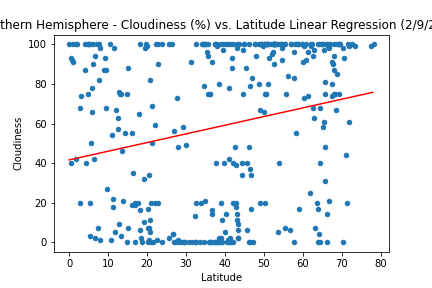 thern Hemisphere - Cloudiness (%) vs. Latitude Linear Regression (2/9/2
100
80
60
40
20
0
Cloudiness
0 10 20 30 40 50 60 70 80
Latitude